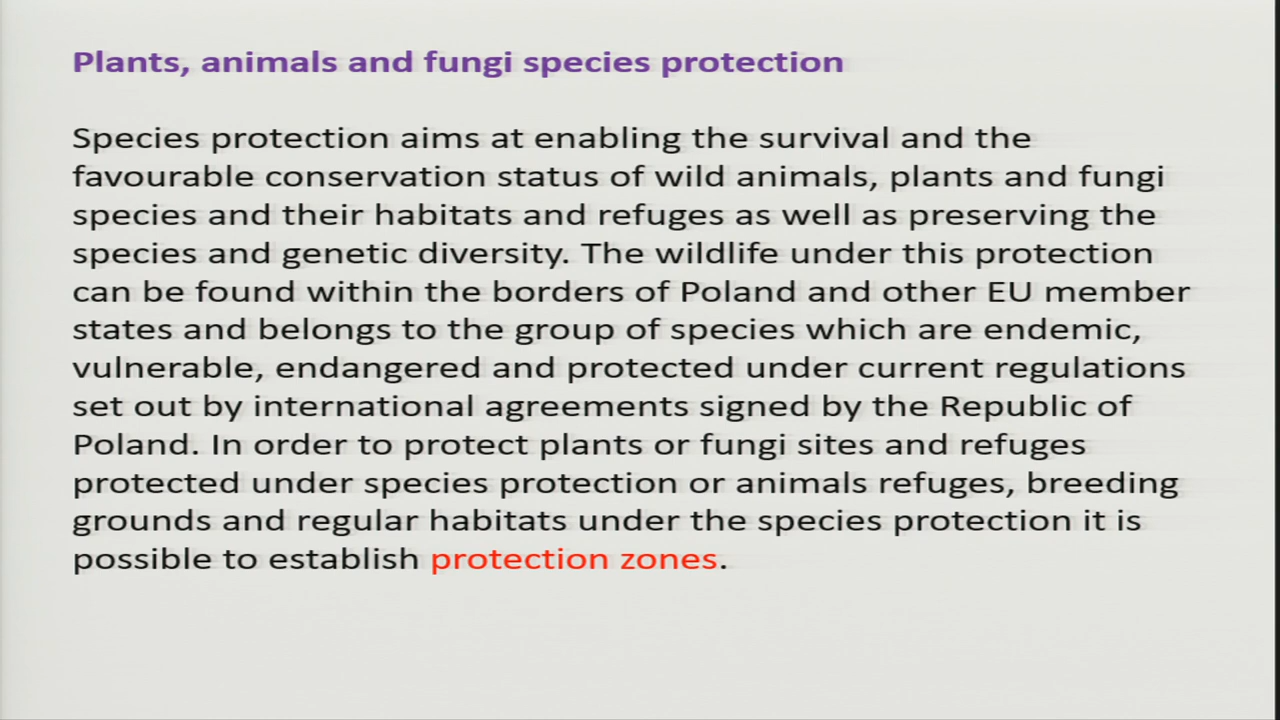 Plants, animals and fungi species protection
Species protection aims at enabling the survival and the
favourable conservation status of wild animals, plants and fungi
species and their habitats and refuges as well as preserving the
species and genetic diversity. The wildlife under this protection
can be found within the borders of Poland and other EU member
states and belongs to the group of species which are endemic,
vulnerable, endangered and protected under current regulations
set out by international agreements signed by the Republic of
Poland. In order to protect plants or fungi sites and refuges
protected under species protection or animals refuges, breeding
grounds and regular habitats under the species protection it is
possible to establish protection zones.